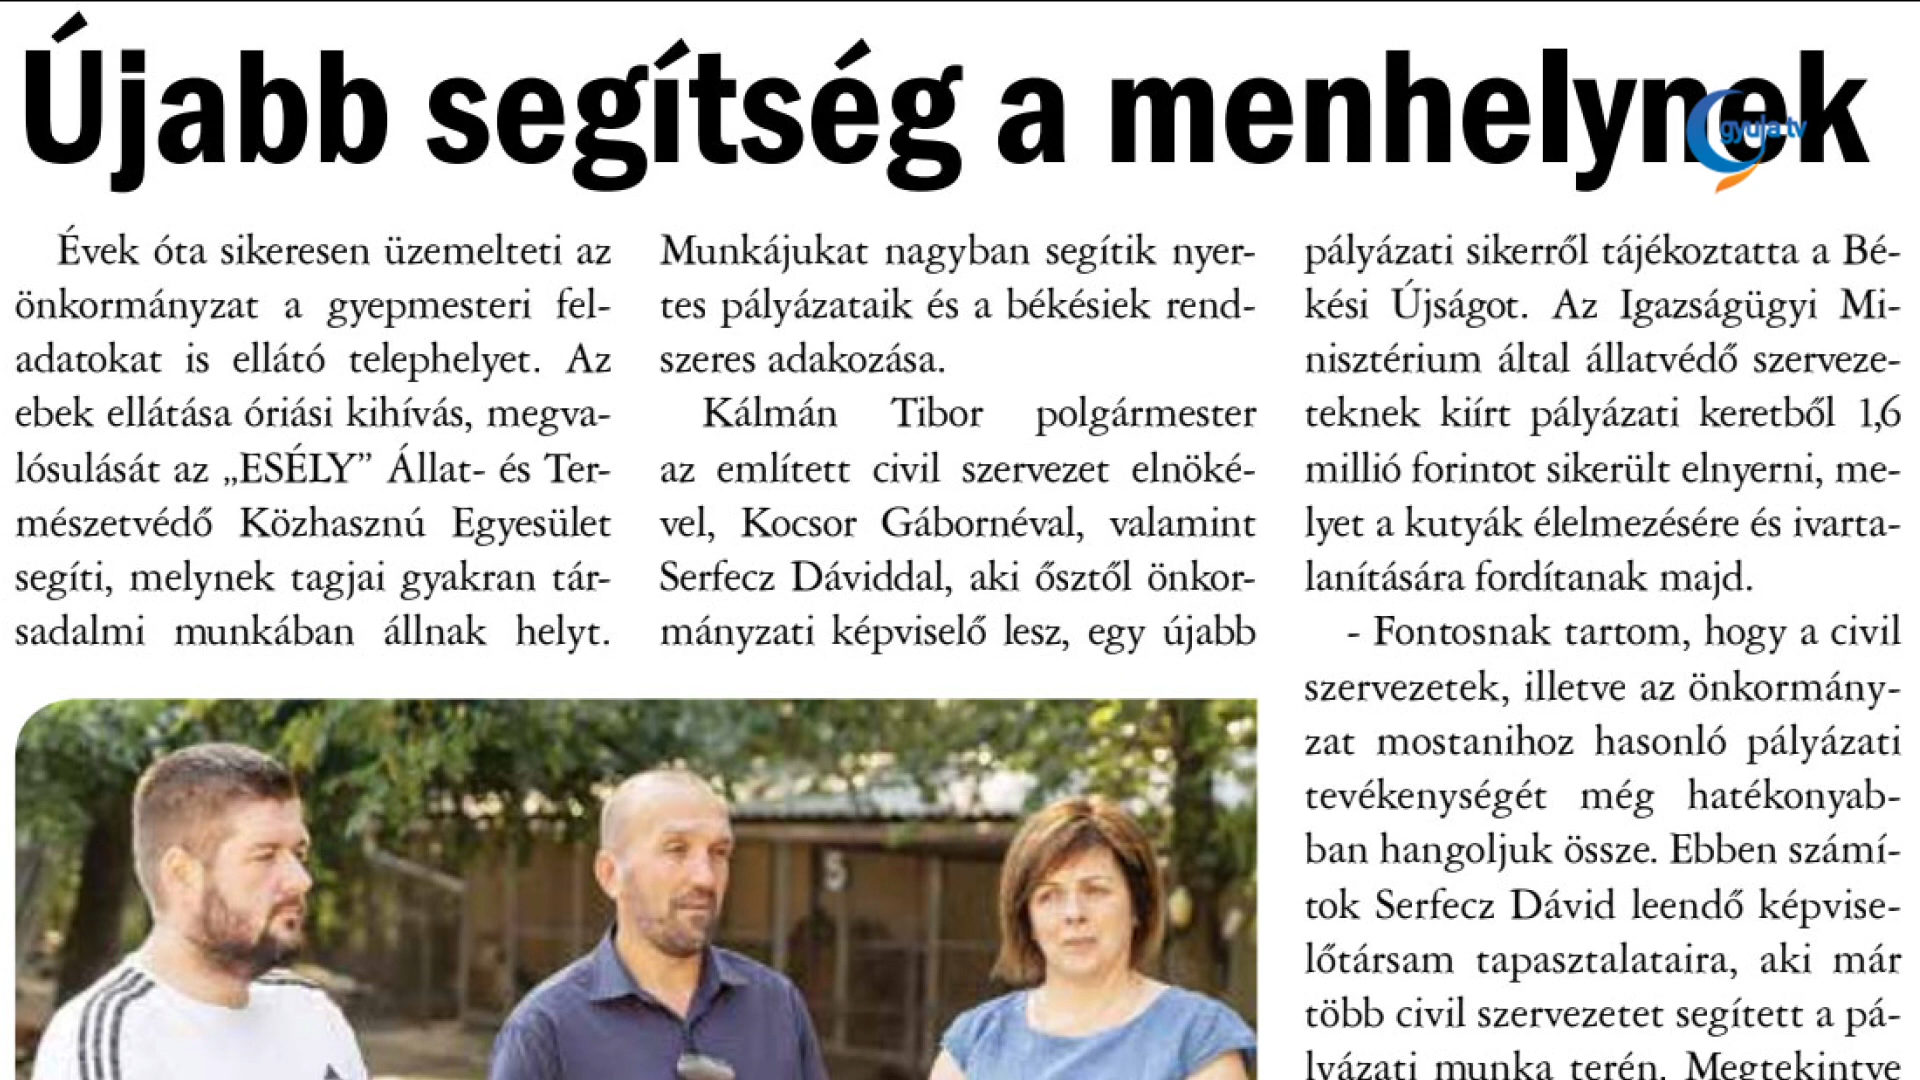 Újabb segítség a menhelynek
gyula tv
Évek óta sikeresen üzemelteti az
önkormányzat a gyepmesteri fel-
adatokat is ellátó telephelyet. Az
ebek ellátása óriási kihívás, megva-
lósulását az „ESÉLY” Állat- és Ter-
mészetvédő Közhasznú Egyesület
segíti, melynek tagjai gyakran tár-
sadalmi munkában állnak helyt.
Munkájukat nagyban segítik nyer-
tes pályázataik és a békésiek rend-
szeres adakozása.
Kálmán Tibor polgármester
az említett civil szervezet elnöké-
vel, Kocsor Gábornéval, valamint
Serfecz Dáviddal, aki ősztől önkor-
mányzati képviselő lesz, egy újabb
pályázati sikerről tájékoztatta a Bé-
kési Újságot. Az Igazságügyi Mi-
nisztérium által állatvédő szerveze-
teknek kiírt pályázati keretből 1,6
millió forintot sikerült elnyerni, me-
lyet a kutyák élelmezésére és ivarta-
lanítására fordítanak majd.
- Fontosnak tartom, hogy a civil
szervezetek, illetve az önkormány-
zat mostanihoz hasonló pályázati
tevékenységét még hatékonyab-
ban hangoljuk össze. Ebben számí-
tok Serfecz Dávid leendő képvise-
lőtársam tapasztalataira, aki már
több civil szervezetet segített a pá-
lyázati munka terén. Megtekintve
5